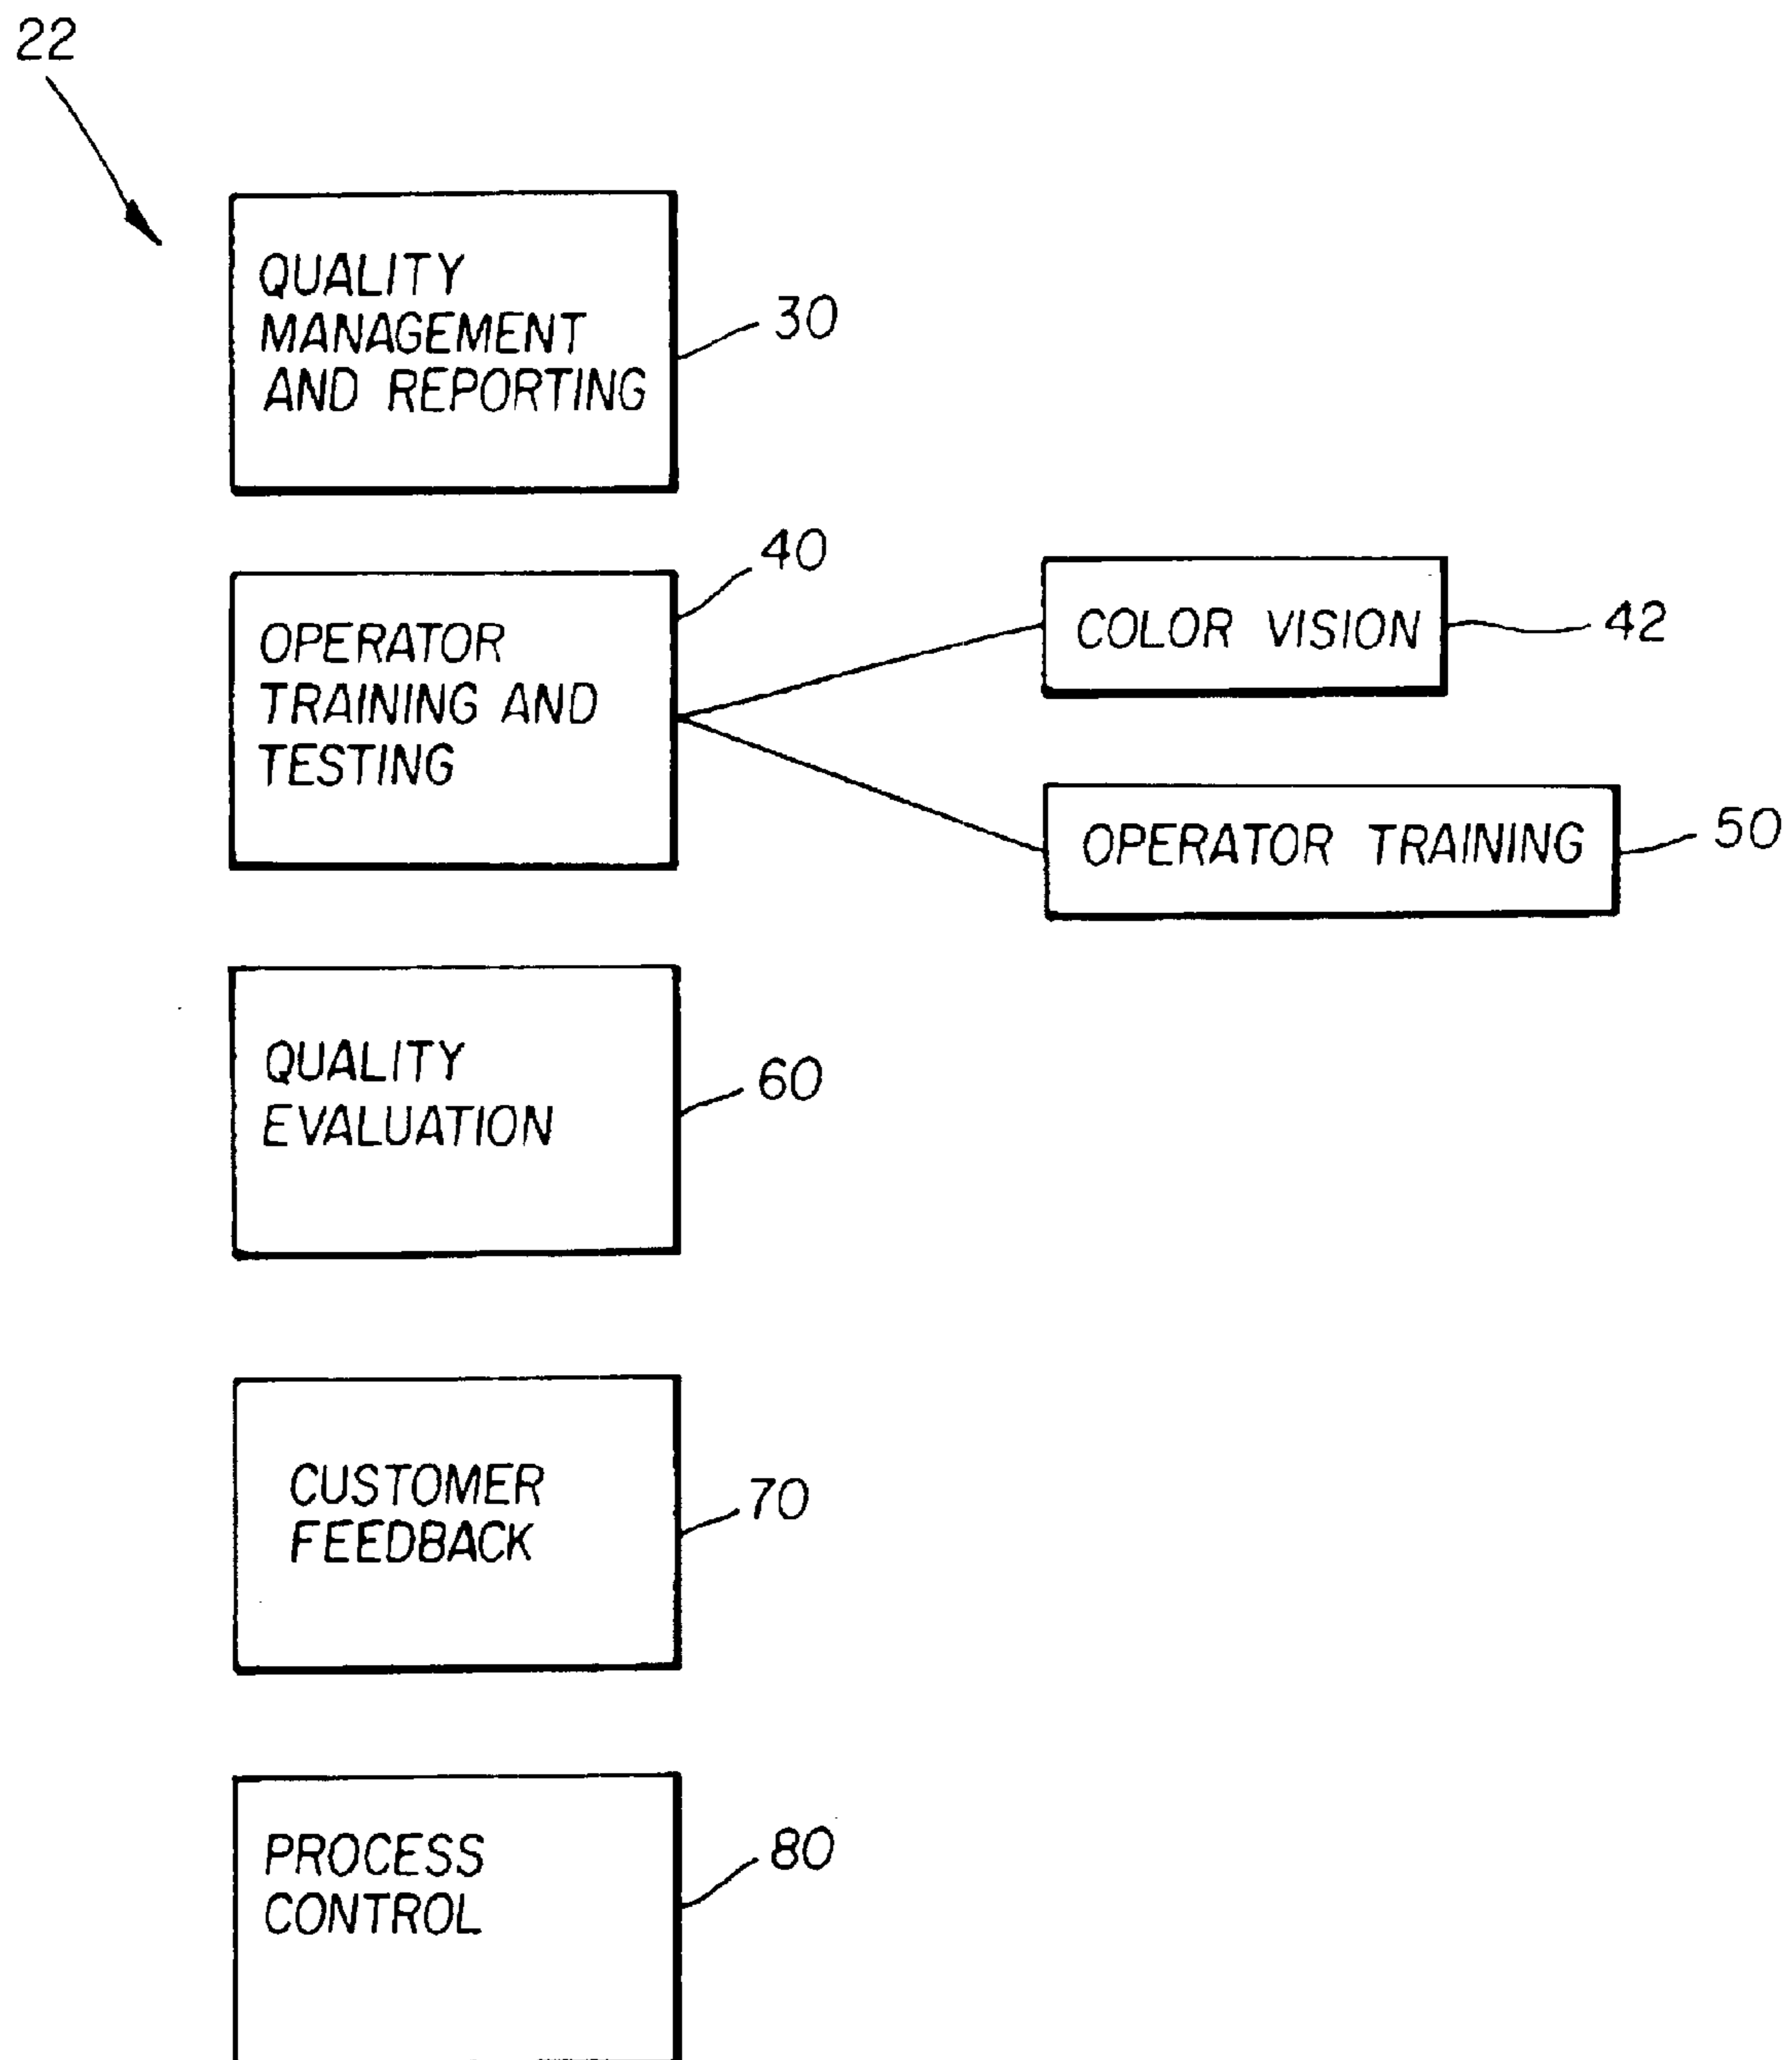 22
QUALITY
MANAGEMENT
AND REPORTING
30
40
OPERATOR
TRAINING AND
TESTING
COLOR VISION
42
OPERATOR TRAINING
50
QUALITY
EVALUATION
60
CUSTOMER
FEEDBACK
70
PROCESS
CONTROL
80